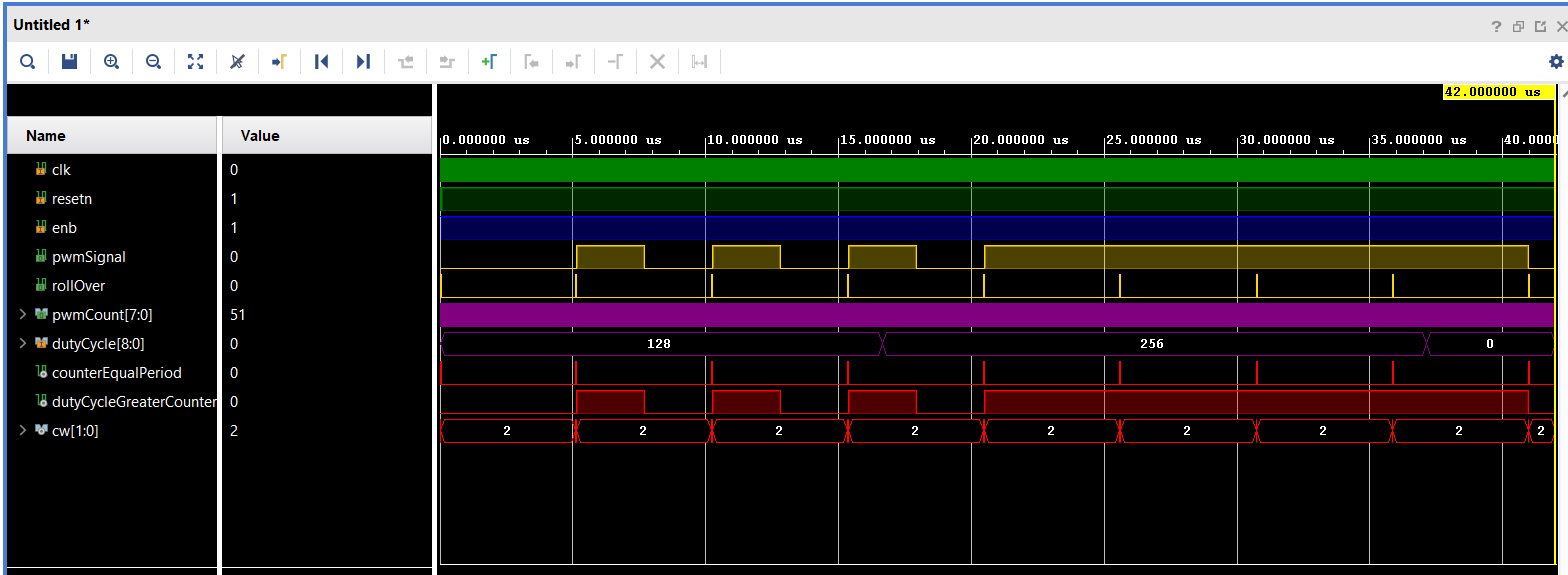 Untitled 1*
?
42.000000 us
Name Value
0.000000 us 5.000000 us 10.000000 us 15.000000 us 20.000000 us 25.000000 us 30.000000 us 35.000000 us 40.0000
clk 0
resetn 1
enb 1
pwmSignal 0
rollOver 0
pwmCount[7:0] 51
dutyCycle[8:0] 0 128 256 0
counterEqualPeriod 0
dutyCycleGreaterCounter 0
cw[1:0] 2 2 2 2 2 2 2 2 2 2